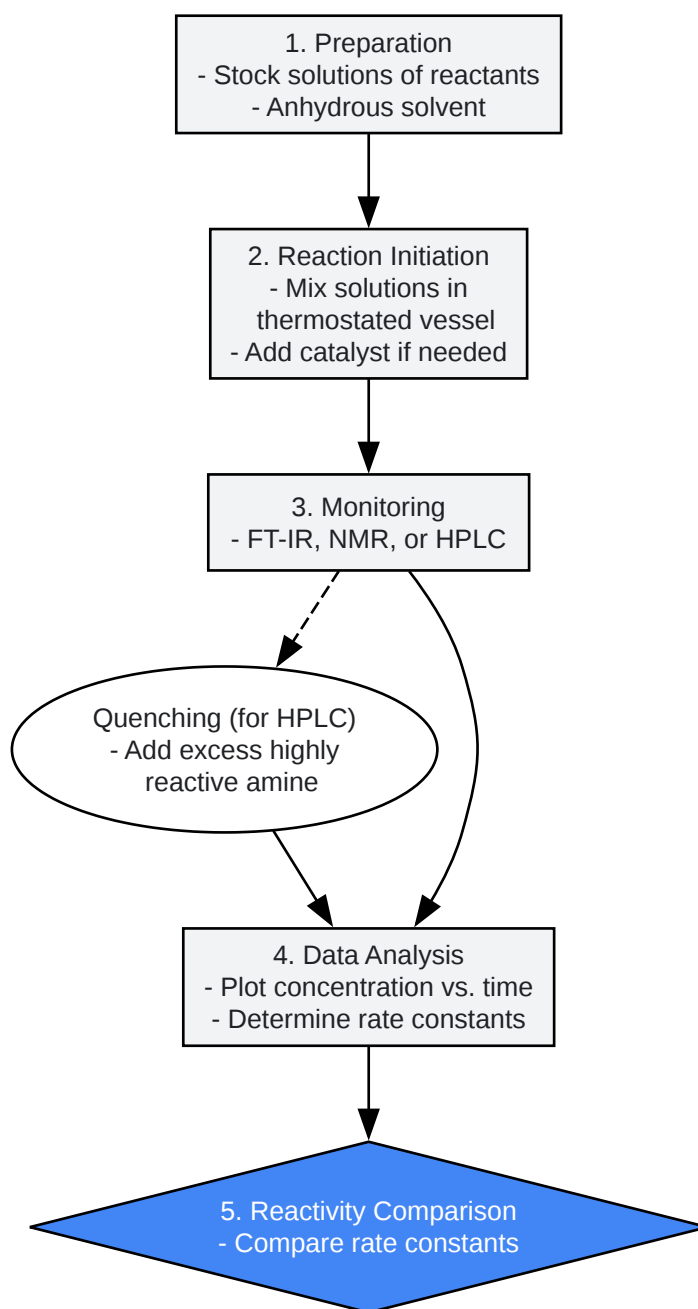 1. Preparation
- Stock solutions of reactants
- Anhydrous solvent
2. Reaction Initiation
- Mix solutions in
thermostated vessel
- Add catalyst if needed
3. Monitoring
- FT-IR, NMR, or HPLC
Quenching (for HPLC)
- Add excess highly
reactive amine
4. Data Analysis
- Plot concentration vs. time
- Determine rate constants
5. Reactivity Comparison
- Compare rate constants